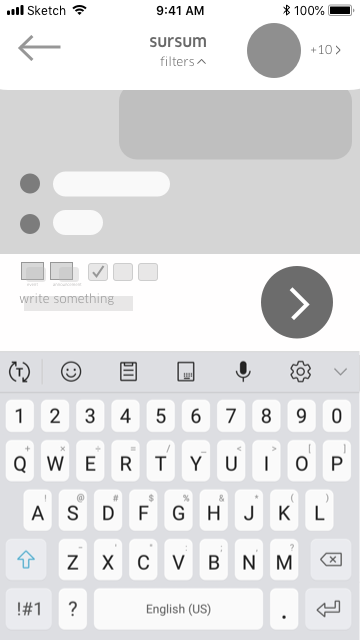 Sketch 9:41 AM 100%
sursum
filters
+10
write something
1 2 3 4 5 6 7 8 9 0
+ × ÷ = / _ < > [ ]
Q W E R T Y U I O P
! @ # $ % & * ( )
A S D F G H J K L
- ' " : ; , ?
Z X C V B N M
!#1 ? English (US) .